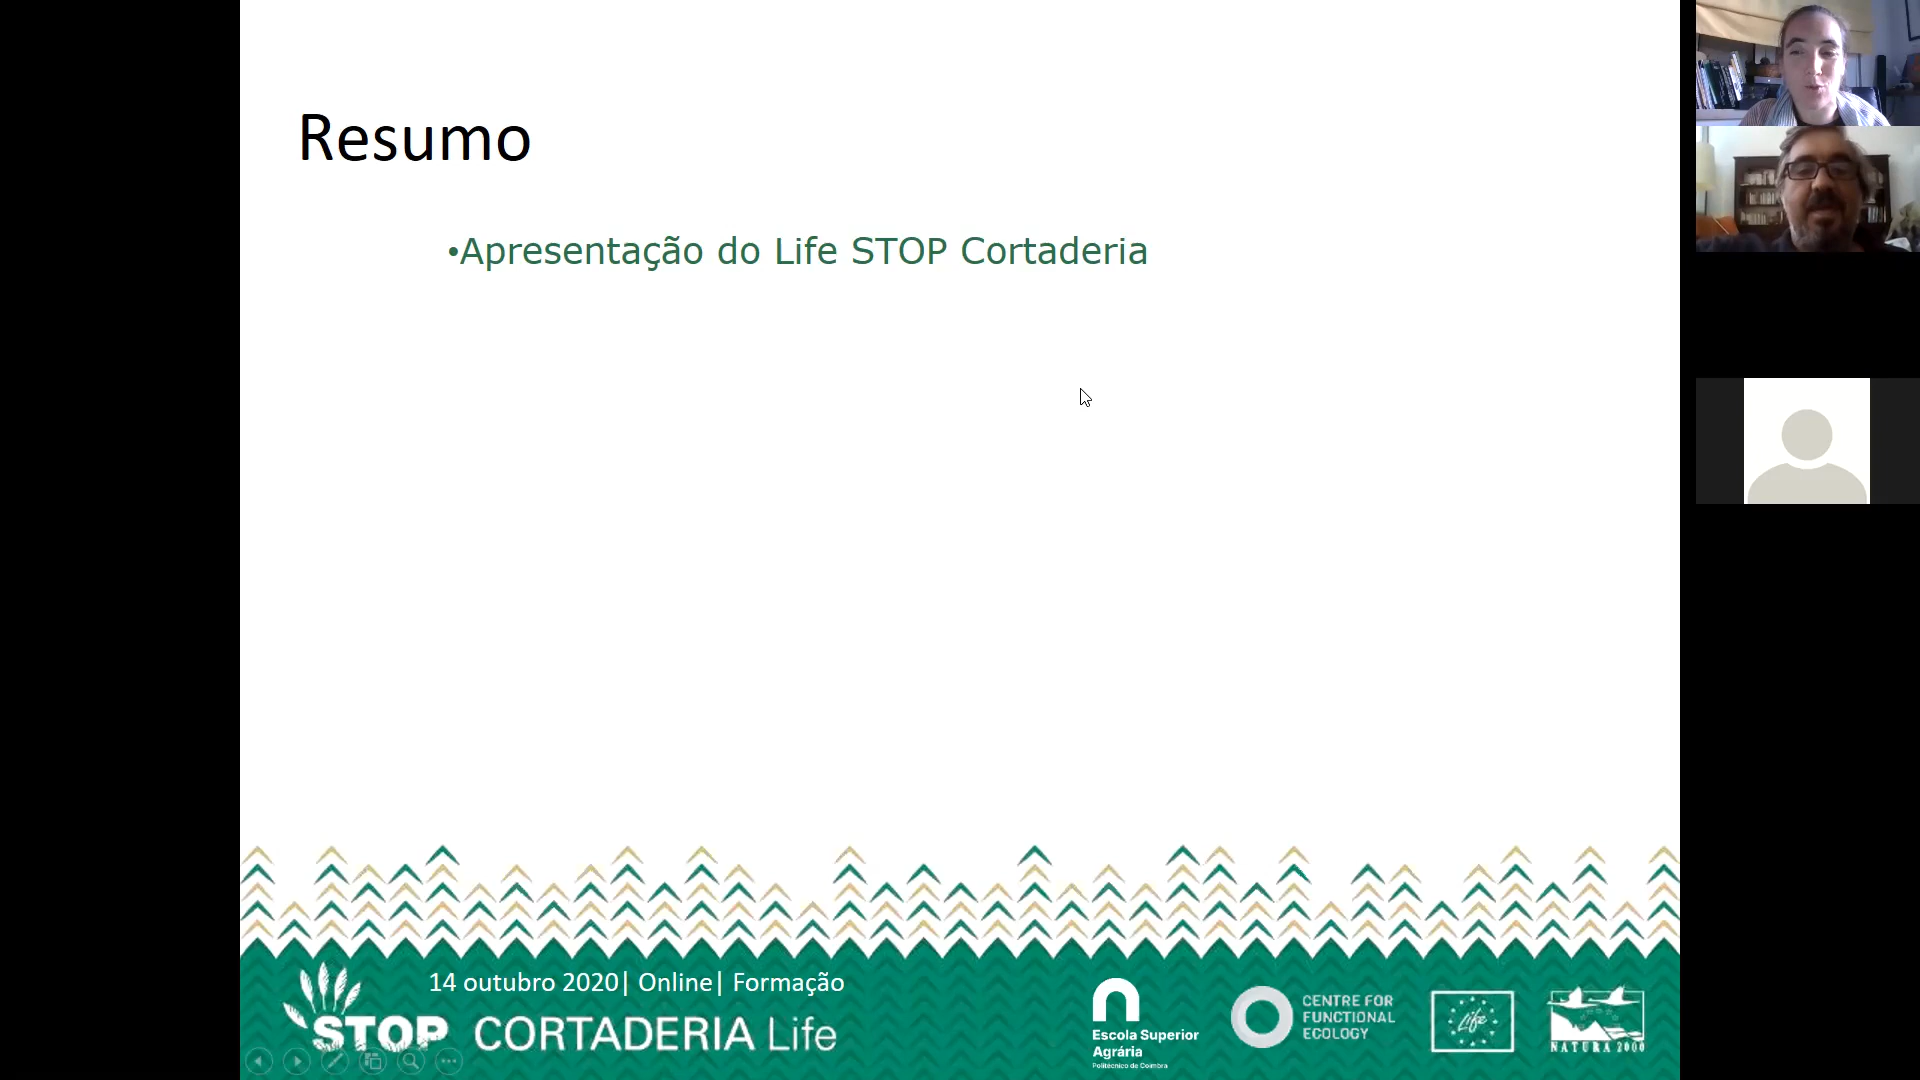 Resumo
•Apresentação do Life STOP Cortaderia
14 outubro 2020| Online| Formação
STOP CORTADERIA Life
Escola Superior
Agrária
Politécnico de Coimbra
CENTRE FOR
FUNCTIONAL
ECOLOGY
Life
NATURA 2000